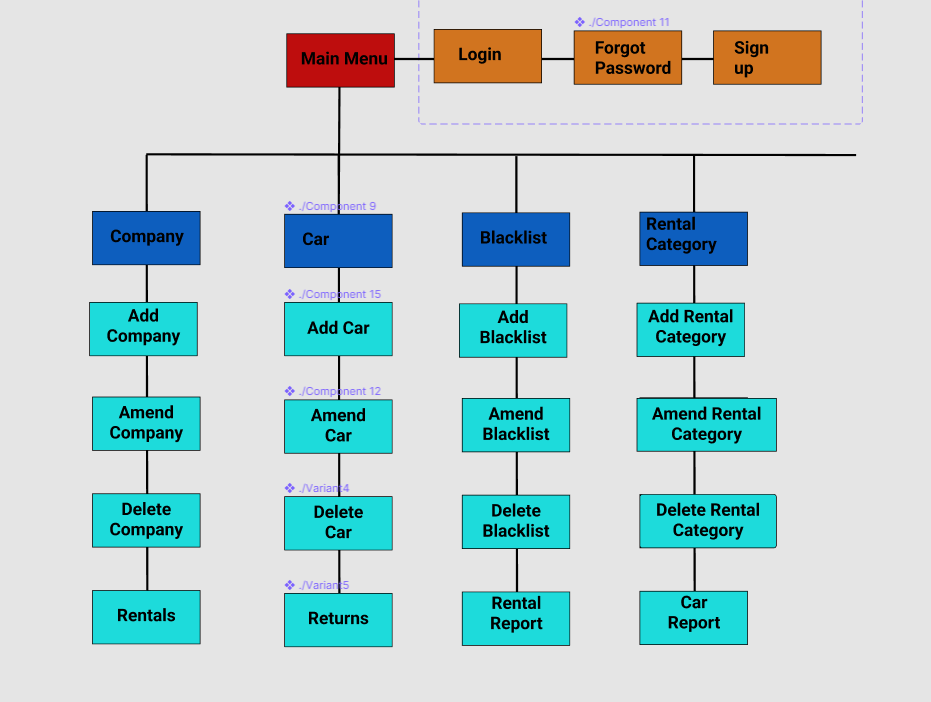 ./Component 11
Main Menu
Login
Forgot
Password
Sign
up
./Component 9
Company
Car
Blacklist
Rental
Category
./Component 15
Add
Company
Add Car
Add
Blacklist
Add Rental
Category
./Component 12
Amend
Company
Amend
Car
Amend
Blacklist
Amend Rental
Category
./Variant4
Delete
Company
Delete
Car
Delete
Blacklist
Delete Rental
Category
./Variant5
Rentals
Returns
Rental
Report
Car
Report